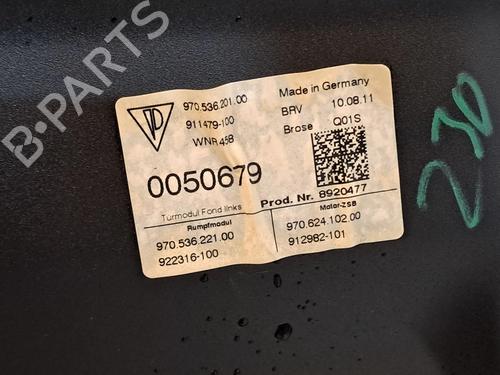 B-PARTS
970.536.201.00
911479-100
WNR 458
Made in Germany
BRV 10.08.11
Brose Q01S
0050679
Prod. Nr. 8920477
Turmodul Fond links
Rumpfmodul
970.536.221.00
922316-100
Motor-ZSB
970.624.102.00
912982-101
230